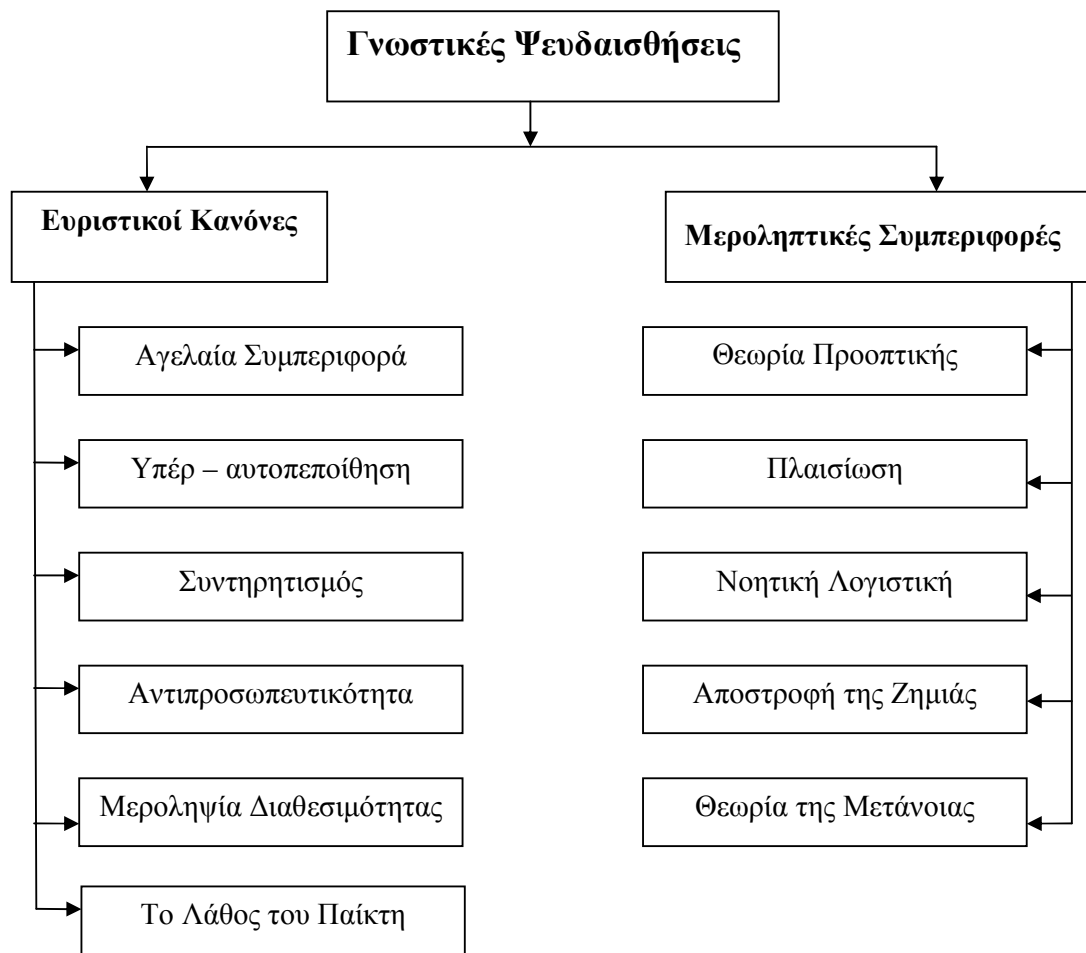 Γνωστικές Ψευδαισθήσεις
Ευριστικοί Κανόνες
Αγελαία Συμπεριφορά
Υπέρ – αυτοπεποίθηση
Συντηρητισμός
Αντιπροσωπευτικότητα
Μεροληψία Διαθεσιμότητας
Το Λάθος του Παίκτη
Μεροληπτικές Συμπεριφορές
Θεωρία Προοπτικής
Πλαισίωση
Νοητική Λογιστική
Αποστροφή της Ζημιάς
Θεωρία της Μετάνοιας